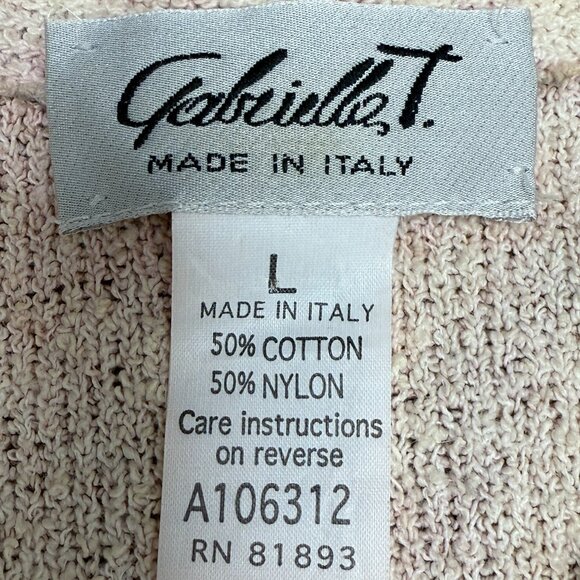 Gabrielle, T.
MADE IN ITALY
L
MADE IN ITALY
50% COTTON
50% NYLON
Care instructions
on reverse
A106312
RN 81893